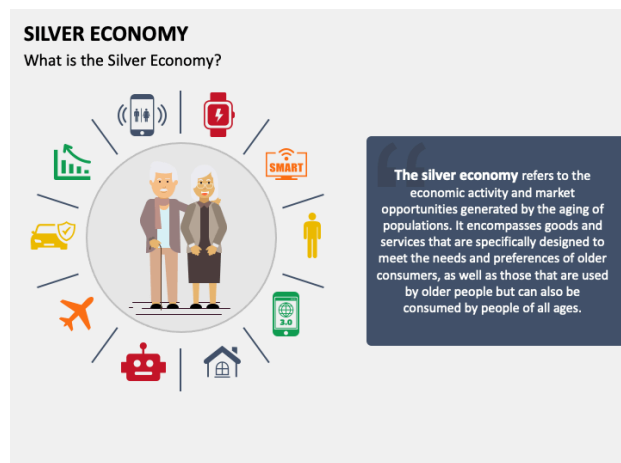 SILVER ECONOMY
What is the Silver Economy?
SMART
3.0
The silver economy refers to the
economic activity and market
opportunities generated by the aging of
populations. It encompasses goods and
services that are specifically designed to
meet the needs and preferences of older
consumers, as well as those that are used
by older people but can also be
consumed by people of all ages.